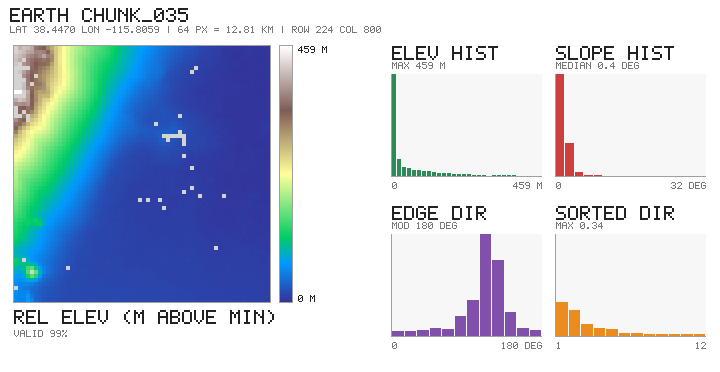 EARTH CHUNK_035
LAT 38.4470 LON -115.8059 | 64 PX = 12.81 KM | ROW 224 COL 800
459 M
0 M
REL ELEV (M ABOVE MIN)
VALID 99%
ELEV HIST
MAX 459 M
0 459 M
SLOPE HIST
MEDIAN 0.4 DEG
0 32 DEG
EDGE DIR
MOD 180 DEG
0 180 DEG
SORTED DIR
MAX 0.34
1 12